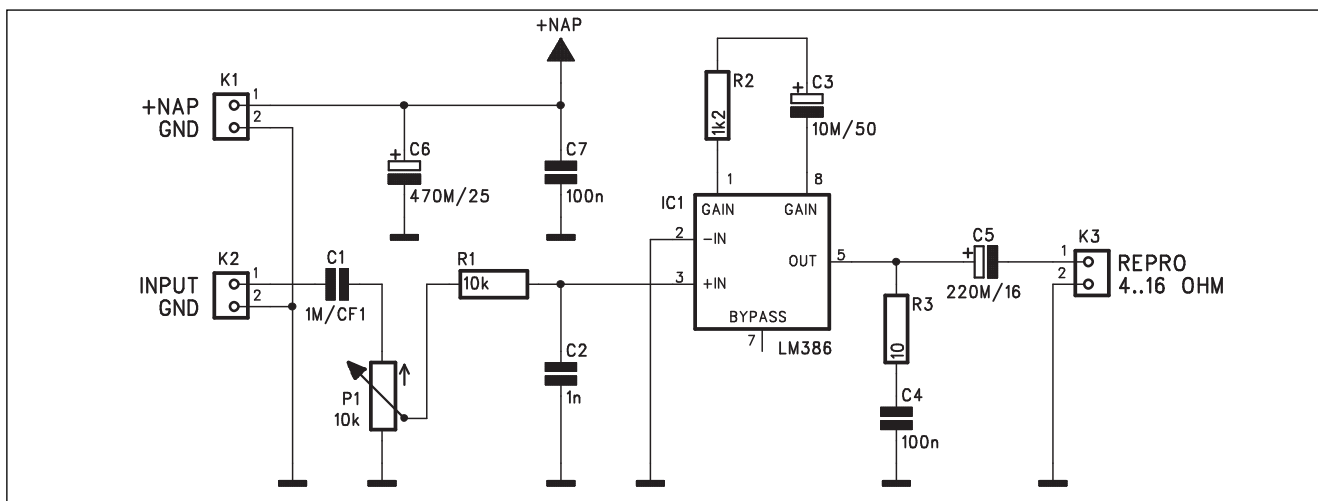 +NAP
K1
1
+NAP
2
GND
C6
+
470M/25
C7
100n
R2
1k2
C3
+
10M/50
1
8
IC1
GAIN
GAIN
2
-IN
OUT
5
3
+IN
BYPASS
7
LM386
K2
1
INPUT
2
GND
C1
1M/CF1
R1
10k
P1
10k
C2
1n
C5
+
220M/16
K3
1
REPRO
2
4..16 OHM
R3
10
C4
100n